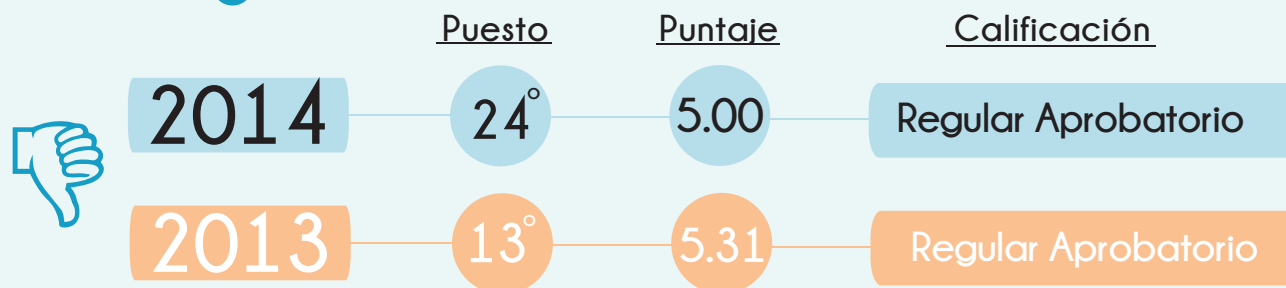 Puesto Puntaje Calificación
2014 24° 5.00 Regular Aprobatorio
2013 13° 5.31 Regular Aprobatorio